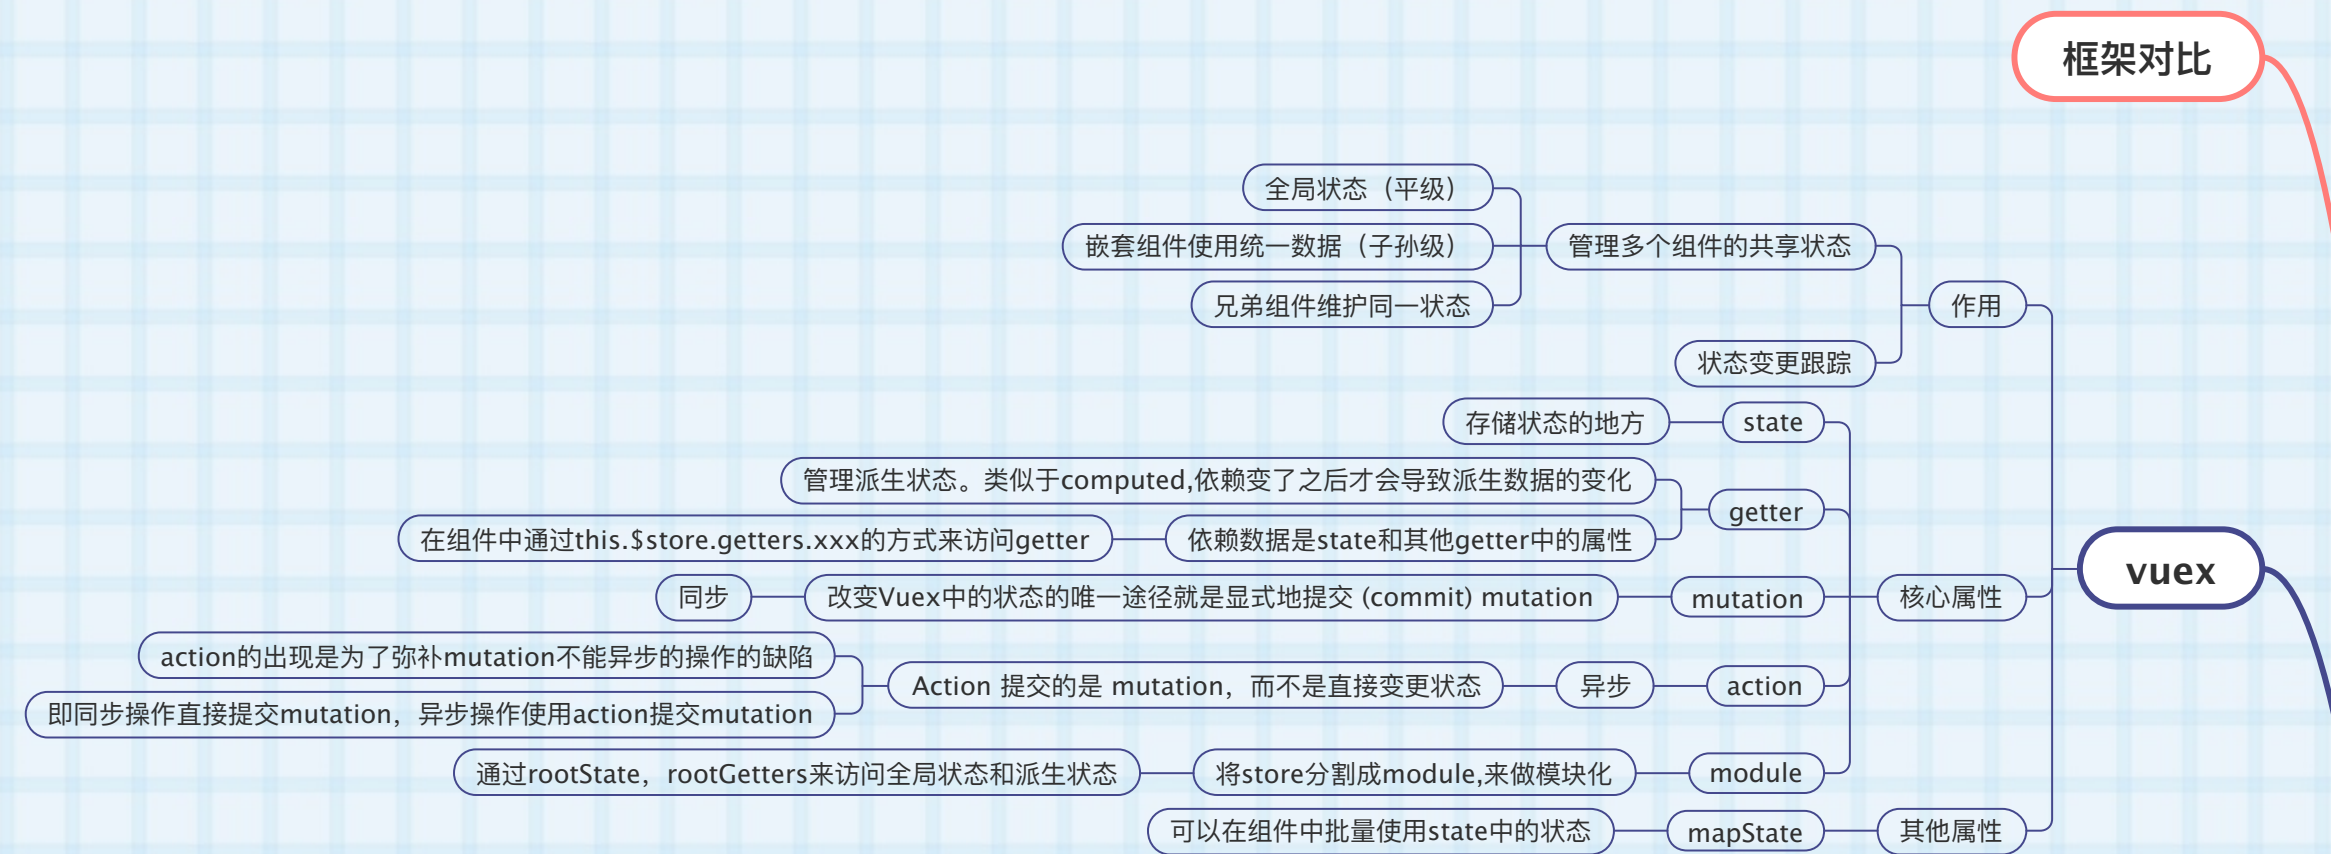 框架对比
全局状态（平级）
嵌套组件使用统一数据（子孙级）
管理多个组件的共享状态
兄弟组件维护同一状态
作用
状态变更跟踪
存储状态的地方
state
管理派生状态。类似于computed,依赖变了之后才会导致派生数据的变化
getter
在组件中通过this.$store.getters.xxx的方式来访问getter
依赖数据是state和其他getter中的属性
vuex
同步
改变Vuex中的状态的唯一途径就是显式地提交 (commit) mutation
mutation
核心属性
action的出现是为了弥补mutation不能异步的操作的缺陷
Action 提交的是 mutation，而不是直接变更状态
异步
action
即同步操作直接提交mutation，异步操作使用action提交mutation
通过rootState，rootGetters来访问全局状态和派生状态
将store分割成module,来做模块化
module
可以在组件中批量使用state中的状态
mapState
其他属性